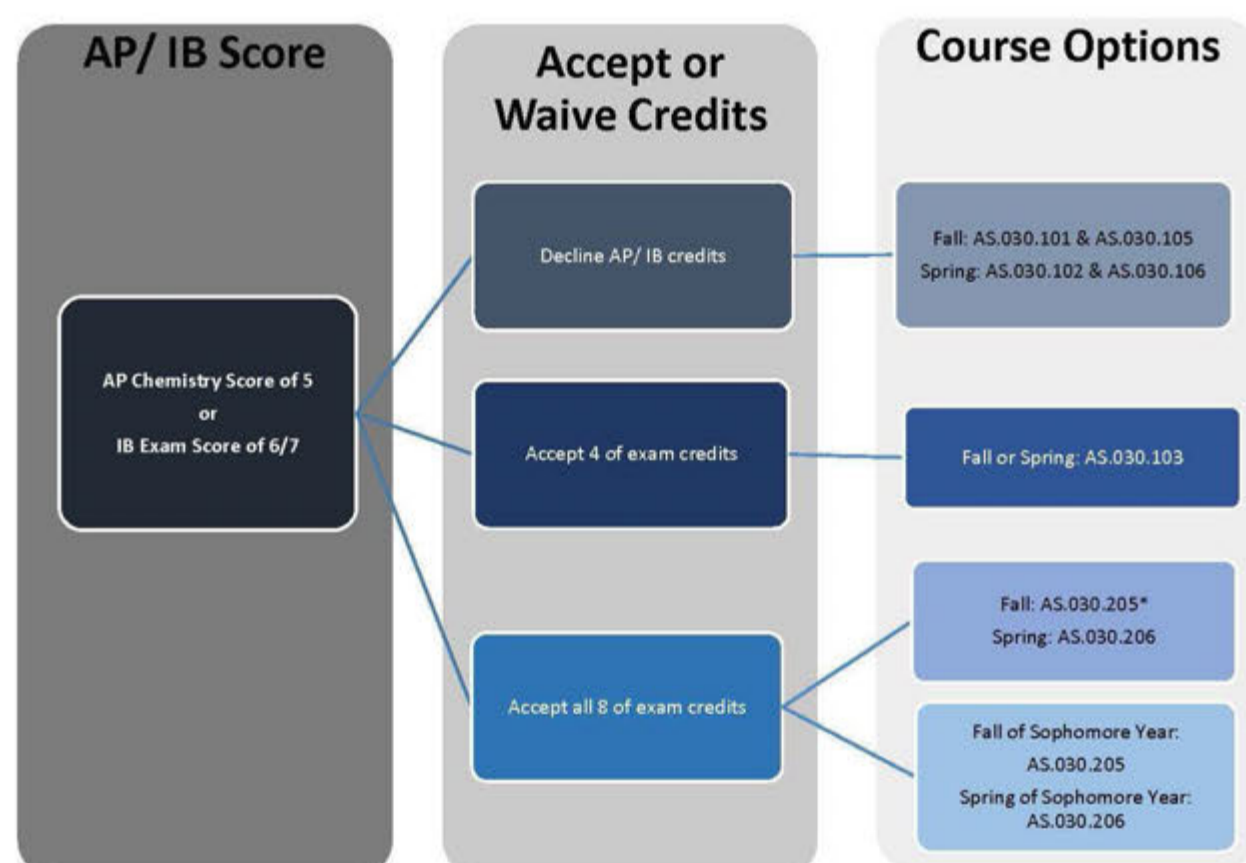 AP/ IB Score
Accept or
Waive Credits
Course Options
AP Chemistry Score of 5
or
IB Exam Score of 6/7
Decline AP/ IB credits
Accept 4 of exam credits
Accept all 8 of exam credits
Fall: AS.030.101 & AS.030.105
Spring: AS.030.102 & AS.030.106
Fall or Spring: AS.030.103
Fall: AS.030.205*
Spring: AS.030.206
Fall of Sophomore Year:
AS.030.205
Spring of Sophomore Year:
AS.030.206